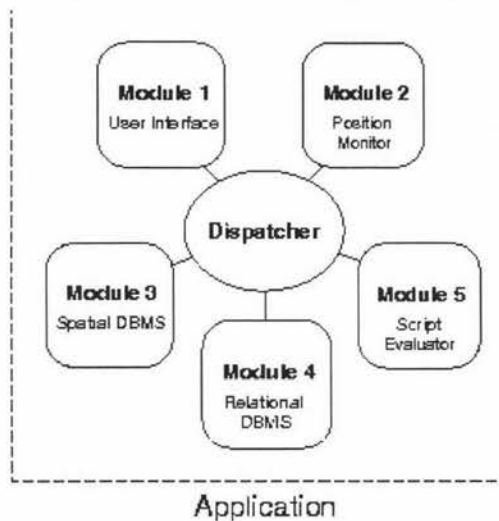 Module 1
User Interface
Module 2
Position
Monitor
Dispatcher
Module 3
Spatial DBMS
Module 5
Script
Evaluator
Module 4
Relational
DBMS
Application